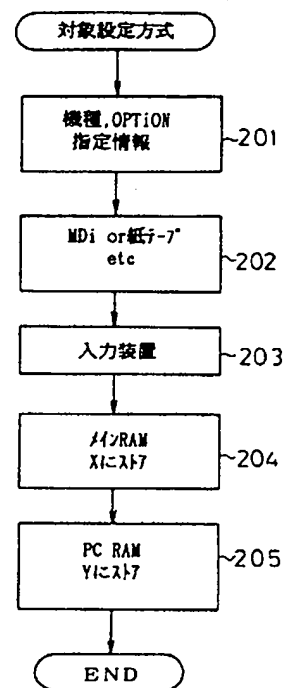 対象設定方式
機種,OPTiON
指定情報
201
MDi or紙ﾃ-ﾌﾟ
etc
202
入力装置
203
ﾒｲﾝRAM
Xにｽﾄｱ
204
PC RAM
Yにｽﾄｱ
205
END